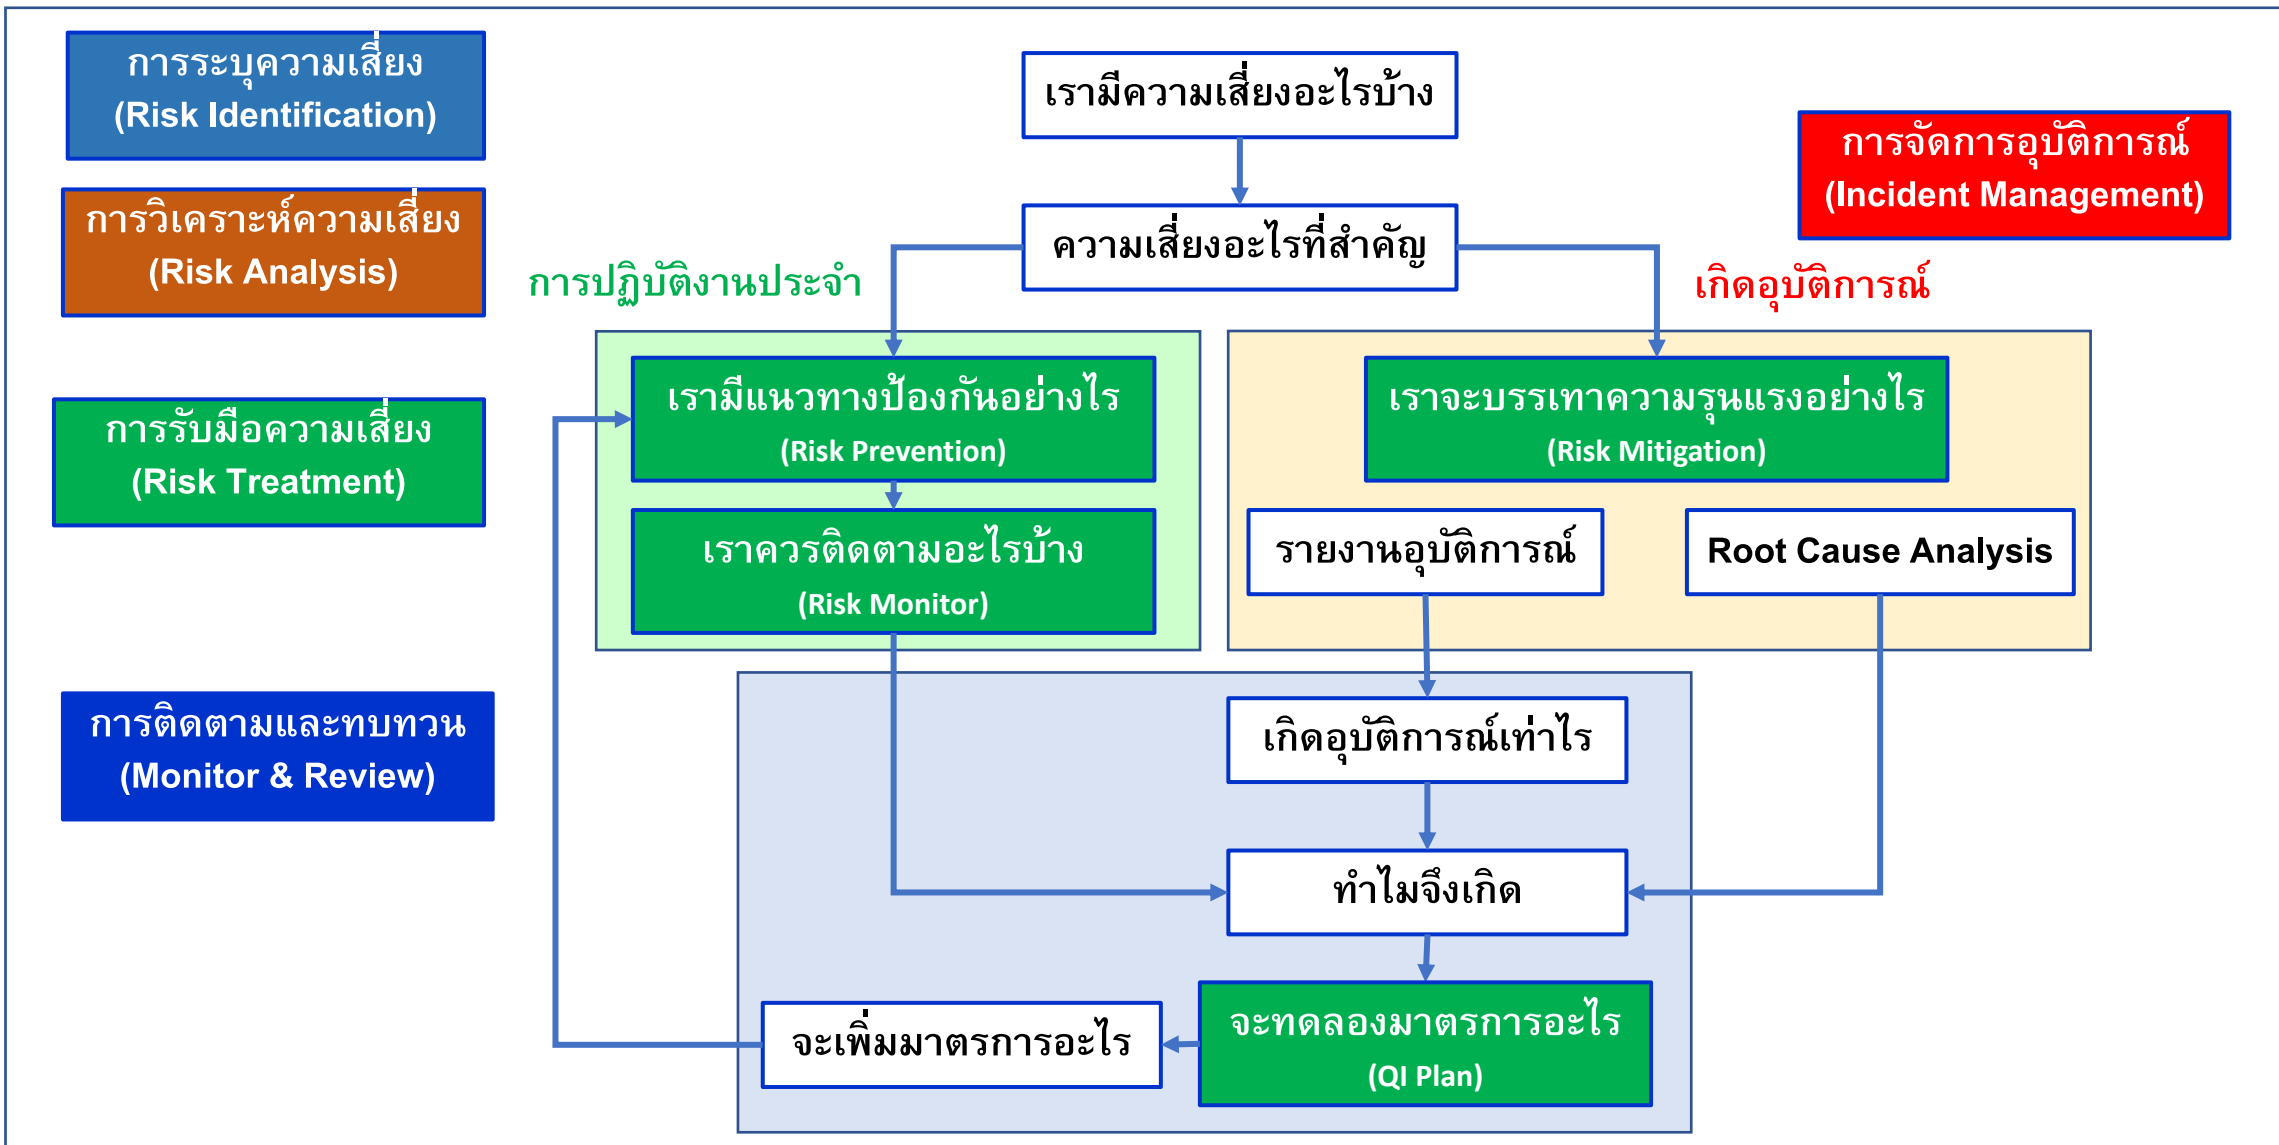 การระบุความเสี่ยง
(Risk Identification)
เรามีความเสี่ยงอะไรบ้าง
การจัดการอุบัติการณ์
(Incident Management)
การวิเคราะห์ความเสี่ยง
(Risk Analysis)
ความเสี่ยงอะไรที่สำคัญ
การปฏิบัติงานประจำ
เกิดอุบัติการณ์
การรับมือความเสี่ยง
(Risk Treatment)
เรามีแนวทางป้องกันอย่างไร
(Risk Prevention)
เราจะบรรเทาความรุนแรงอย่างไร
(Risk Mitigation)
เราควรติดตามอะไรบ้าง
(Risk Monitor)
รายงานอุบัติการณ์
Root Cause Analysis
การติดตามและทบทวน
(Monitor & Review)
เกิดอุบัติการณ์เท่าไร
ทำไมจึงเกิด
จะเพิ่มมาตรการอะไร
จะทดลองมาตรการอะไร
(QI Plan)